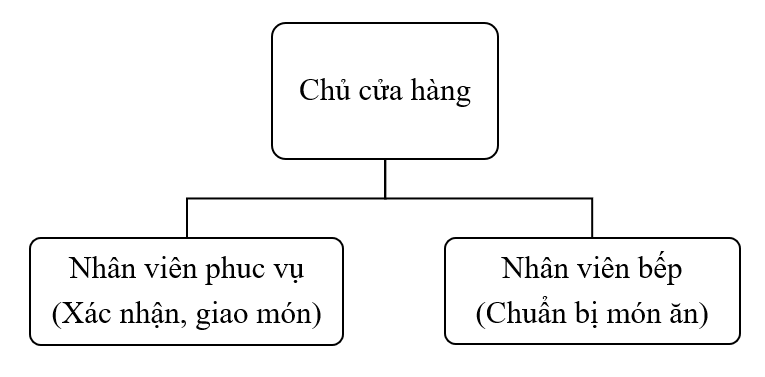 Chủ cửa hàng
Nhân viên phuc vụ
(Xác nhận, giao món)
Nhân viên bếp
(Chuẩn bị món ăn)